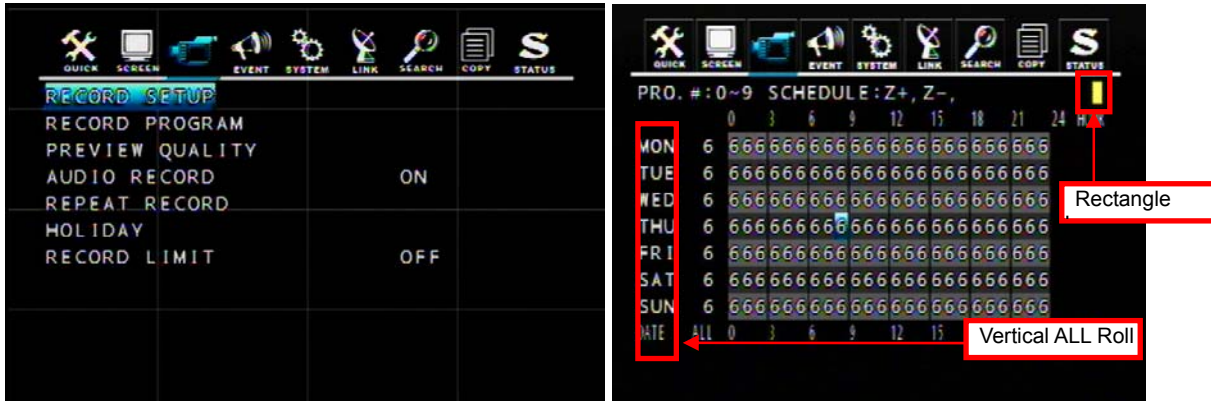 QUICK SCREEN EVENT SYSTEM LINK SEARCH COPY STATUS
RECORD SETUP
RECORD PROGRAM
PREVIEW QUALITY
AUDIO RECORD ON
REPEAT RECORD
HOLIDAY
RECORD LIMIT OFF
QUICK SCREEN EVENT SYSTEM LINK SEARCH COPY STATUS
PRO. #:0~9 SCHEDULE:Z+, Z-,
0 3 6 9 12 15 18 21 24 HOUR
MON 6 666666666666666666666666
TUE 6 666666666666666666666666
WED 6 666666666666666666666666
THU 6 666666666666666666666666
FRI 6 666666666666666666666666
SAT 6 666666666666666666666666
SUN 6 666666666666666666666666
DATE ALL 0 3 6 9 12 15
Rectangle
Vertical ALL Roll